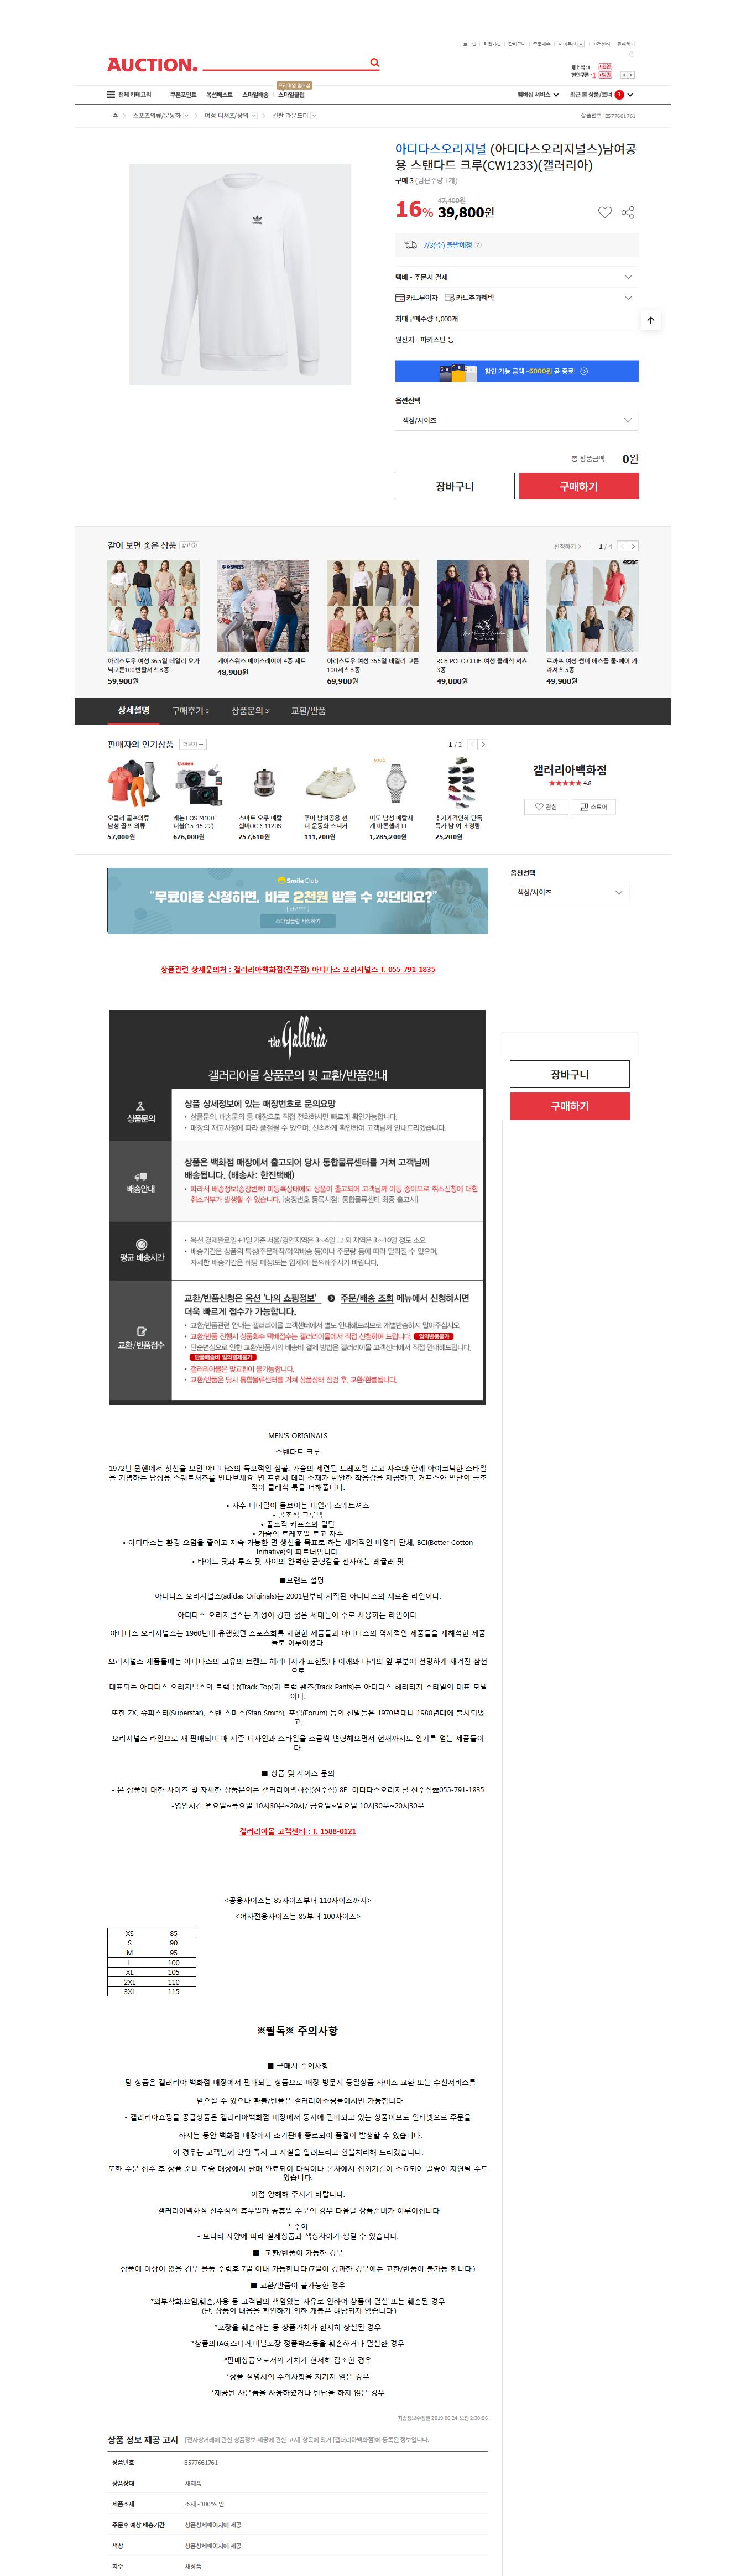 로그인 회원가입 장바구니 주문배송 마이옥션 고객센터 판매하기
AUCTION.
전체 카테고리 쿠폰포인트 옥션베스트 스마일배송 스마일클럽 멤버십 서비스 최근 본 상품/코너
홈 스포츠의류/운동화 여성 티셔츠/상의 긴팔 라운드티 상품번호 : B577661761
아디다스오리지널 (아디다스오리지널스)남여공
용 스탠다드 크루(CW1233)(갤러리아)
구매 3 (남은수량 1개)
16% 47,400원
39,800원
7/3(수) 출발예정
택배 - 주문시 결제
카드무이자 카드추가혜택
최대구매수량 1,000개
원산지 - 파키스탄 등
할인 가능 금액 -5000원 곧 종료!
옵션선택
색상/사이즈
총 상품금액 0원
장바구니 구매하기
같이 보면 좋은 상품 광고 신청하기 1 / 4
아리스토우 여성 365일 데일리 오가닉코튼100반팔셔츠 8종
59,900원
케이스위스 베이스레이어 4종 세트
48,900원
아리스토우 여성 365일 데일리 코튼100 셔츠 8종
69,900원
RCB POLO CLUB 여성 클래식 셔츠 3종
49,000원
르까프 여성 썸머 에스폼 쿨-에어 카라셔츠 5종
49,900원
상세설명 구매후기 0 상품문의 3 교환/반품
판매자의 인기상품 더보기 + 1 / 2
오클리 골프의류 남성 골프 의류
57,000원
캐논 EOS M100 더블(15-45 22)
676,000원
스마트 오쿠 메탈실버OC-S1120S
257,610원
푸마 남여공용 썬더 운동화 스니커
111,200원
미도 남성 메탈시계 바론첼리 II
1,285,200원
추가가격인하 단독특가 남 여 초경량
25,200원
갤러리아백화점
★★★★★ 4.8
관심 스토어
SmileClub
“무료이용 신청하면, 바로 2천원 받을 수 있던데요?”
스마일클럽 시작하기
옵션선택
색상/사이즈
상품관련 상세문의처 : 갤러리아백화점(진주점) 아디다스 오리지널스 T. 055-791-1835
장바구니
구매하기
the Galleria
갤러리아몰 상품문의 및 교환/반품안내
상품문의
상품 상세정보에 있는 매장번호로 문의요망
• 상품문의, 배송문의 등 매장으로 직접 전화하시면 빠르게 확인가능합니다.
• 매장의 재고사정에 따라 품절될 수 있으며, 신속하게 확인하여 고객님께 안내드리겠습니다.
배송안내
상품은 백화점 매장에서 출고되어 당사 통합물류센터를 거쳐 고객님께
배송됩니다. (배송사: 한진택배)
• 따라서 배송정보(송장번호) 미등록상태에도 상품이 출고되어 고객님께 이동 중이므로 취소신청에 대한
취소거부가 발생할 수 있습니다. [송장번호 등록시점: 통합물류센터 최종 출고시]
평균 배송시간
• 옥션 결제완료일+1일 기준 서울/경인지역은 3~6일 그 외 지역은 3~10일 정도 소요
• 배송기간은 상품의 특성(주문제작/예약배송 등)이나 주문량 등에 따라 달라질 수 있으며,
자세한 배송기간은 해당 매장(또는 업체)에 문의해주시기 바랍니다.
교환/반품접수
교환/반품신청은 옥션 '나의 쇼핑정보' 주문/배송 조회 메뉴에서 신청하시면
더욱 빠르게 접수가 가능합니다.
• 교환/반품관련 안내는 갤러리아몰 고객센터에서 별도 안내해드리므로 개별반송하지 말아주십시오.
• 교환/반품 진행시 상품회수 택배접수는 갤러리아몰에서 직접 신청하여 드립니다. 임의반품불가
• 단순변심으로 인한 교환/반품시의 배송비 결제 방법은 갤러리아몰 고객센터에서 직접 안내해드립니다.
반품배송비 임의결제불가
• 갤러리아몰은 맞교환이 불가능합니다.
• 교환/반품은 당사 통합물류센터를 거쳐 상품상태 점검 후, 교환/환불됩니다.
MEN'S ORIGINALS
스탠다드 크루
1972년 뮌헨에서 첫선을 보인 아디다스의 독보적인 심볼. 가슴의 세련된 트레포일 로고 자수와 함께 아이코닉한 스타일
을 기념하는 남성용 스웨트셔츠를 만나보세요. 면 프렌치 테리 소재가 편안한 착용감을 제공하고, 커프스와 밑단의 골조
직이 클래식 룩을 더해줍니다.
• 자수 디테일이 돋보이는 데일리 스웨트셔츠
• 골조직 크루넥
• 골조직 커프스와 밑단
• 가슴의 트레포일 로고 자수
• 아디다스는 환경 오염을 줄이고 지속 가능한 면 생산을 목표로 하는 세계적인 비영리 단체, BCI(Better Cotton
Initiative)의 파트너입니다.
• 타이트 핏과 루즈 핏 사이의 완벽한 균형감을 선사하는 레귤러 핏
■브랜드 설명
아디다스 오리지널스(adidas Originals)는 2001년부터 시작된 아디다스의 새로운 라인이다.
아디다스 오리지널스는 개성이 강한 젊은 세대들이 주로 사용하는 라인이다.
아디다스 오리지널스는 1960년대 유행했던 스포츠화를 재현한 제품들과 아디다스의 역사적인 제품들을 재해석한 제품
들로 이루어졌다.
오리지널스 제품들에는 아디다스의 고유의 브랜드 헤리티지가 표현됐다 어깨와 다리의 옆 부분에 선명하게 새겨진 삼선
으로
대표되는 아디다스 오리지널스의 트랙 탑(Track Top)과 트랙 팬츠(Track Pants)는 아디다스 헤리티지 스타일의 대표 모델
이다.
또한 ZX, 슈퍼스타(Superstar), 스탠 스미스(Stan Smith), 포럼(Forum) 등의 신발들은 1970년대나 1980년대에 출시되었
고,
오리지널스 라인으로 재 판매되며 매 시즌 디자인과 스타일을 조금씩 변형해오면서 현재까지도 인기를 얻는 제품들이
다.
■ 상품 및 사이즈 문의
- 본 상품에 대한 사이즈 및 자세한 상품문의는 갤러리아백화점(진주점) 8F 아디다스오리지널 진주점☎055-791-1835
-영업시간 월요일~목요일 10시30분~20시/ 금요일~일요일 10시30분~20시30분
갤러리아몰 고객센터 : T. 1588-0121
<공용사이즈는 85사이즈부터 110사이즈까지>
<여자전용사이즈는 85부터 100사이즈>
XS 85
S 90
M 95
L 100
XL 105
2XL 110
3XL 115
※필독※ 주의사항
■ 구매시 주의사항
- 당 상품은 갤러리아 백화점 매장에서 판매되는 상품으로 매장 방문시 동일상품 사이즈 교환 또는 수선서비스를
받으실 수 있으나 환불/반품은 갤러리아쇼핑몰에서만 가능합니다.
- 갤러리아쇼핑몰 공급상품은 갤러리아백화점 매장에서 동시에 판매되고 있는 상품이므로 인터넷으로 주문을
하시는 동안 백화점 매장에서 조기판매 종료되어 품절이 발생할 수 있습니다.
이 경우는 고객님께 확인 즉시 그 사실을 알려드리고 환불처리해 드리겠습니다.
또한 주문 접수 후 상품 준비 도중 매장에서 판매 완료되어 타점이나 본사에서 섭외기간이 소요되어 발송이 지연될 수도
있습니다.
이점 양해해 주시기 바랍니다.
-갤러리아백화점 진주점의 휴무일과 공휴일 주문의 경우 다음날 상품준비가 이루어집니다.
* 주의
- 모니터 사양에 따라 실제상품과 색상차이가 생길 수 있습니다.
■ 교환/반품이 가능한 경우
상품에 이상이 없을 경우 물품 수령후 7일 이내 가능합니다.(7일이 경과한 경우에는 교한/반품이 불가능 합니다.)
■ 교환/반품이 불가능한 경우
*외부착화,오염,훼손,사용 등 고객님의 책임있는 사유로 인하여 상품이 멸실 또는 훼손된 경우
(단, 상품의 내용을 확인하기 위한 개봉은 해당되지 않습니다.)
*포장을 훼손하는 등 상품가치가 현저히 상실된 경우
*상품의TAG,스티커,비닐포장 정품박스등을 훼손하거나 멸실한 경우
*판매상품으로서의 가치가 현저히 감소한 경우
*상품 설명서의 주의사항을 지키지 않은 경우
*제공된 사은품을 사용하였거나 반납을 하지 않은 경우
최종정보수정일 2019-06-24 오전 2:30:06
상품 정보 제공 고시 [전자상거래에 관한 상품정보 제공에 관한 고시] 항목에 의거 [갤러리아백화점]에 등록된 정보입니다.
상품번호 B577661761
상품상태 새제품
제품소재 소재 - 100% 면
주문후 예상 배송기간 상품상세페이지에 제공
색상 상품상세페이지에 제공
치수 새상품